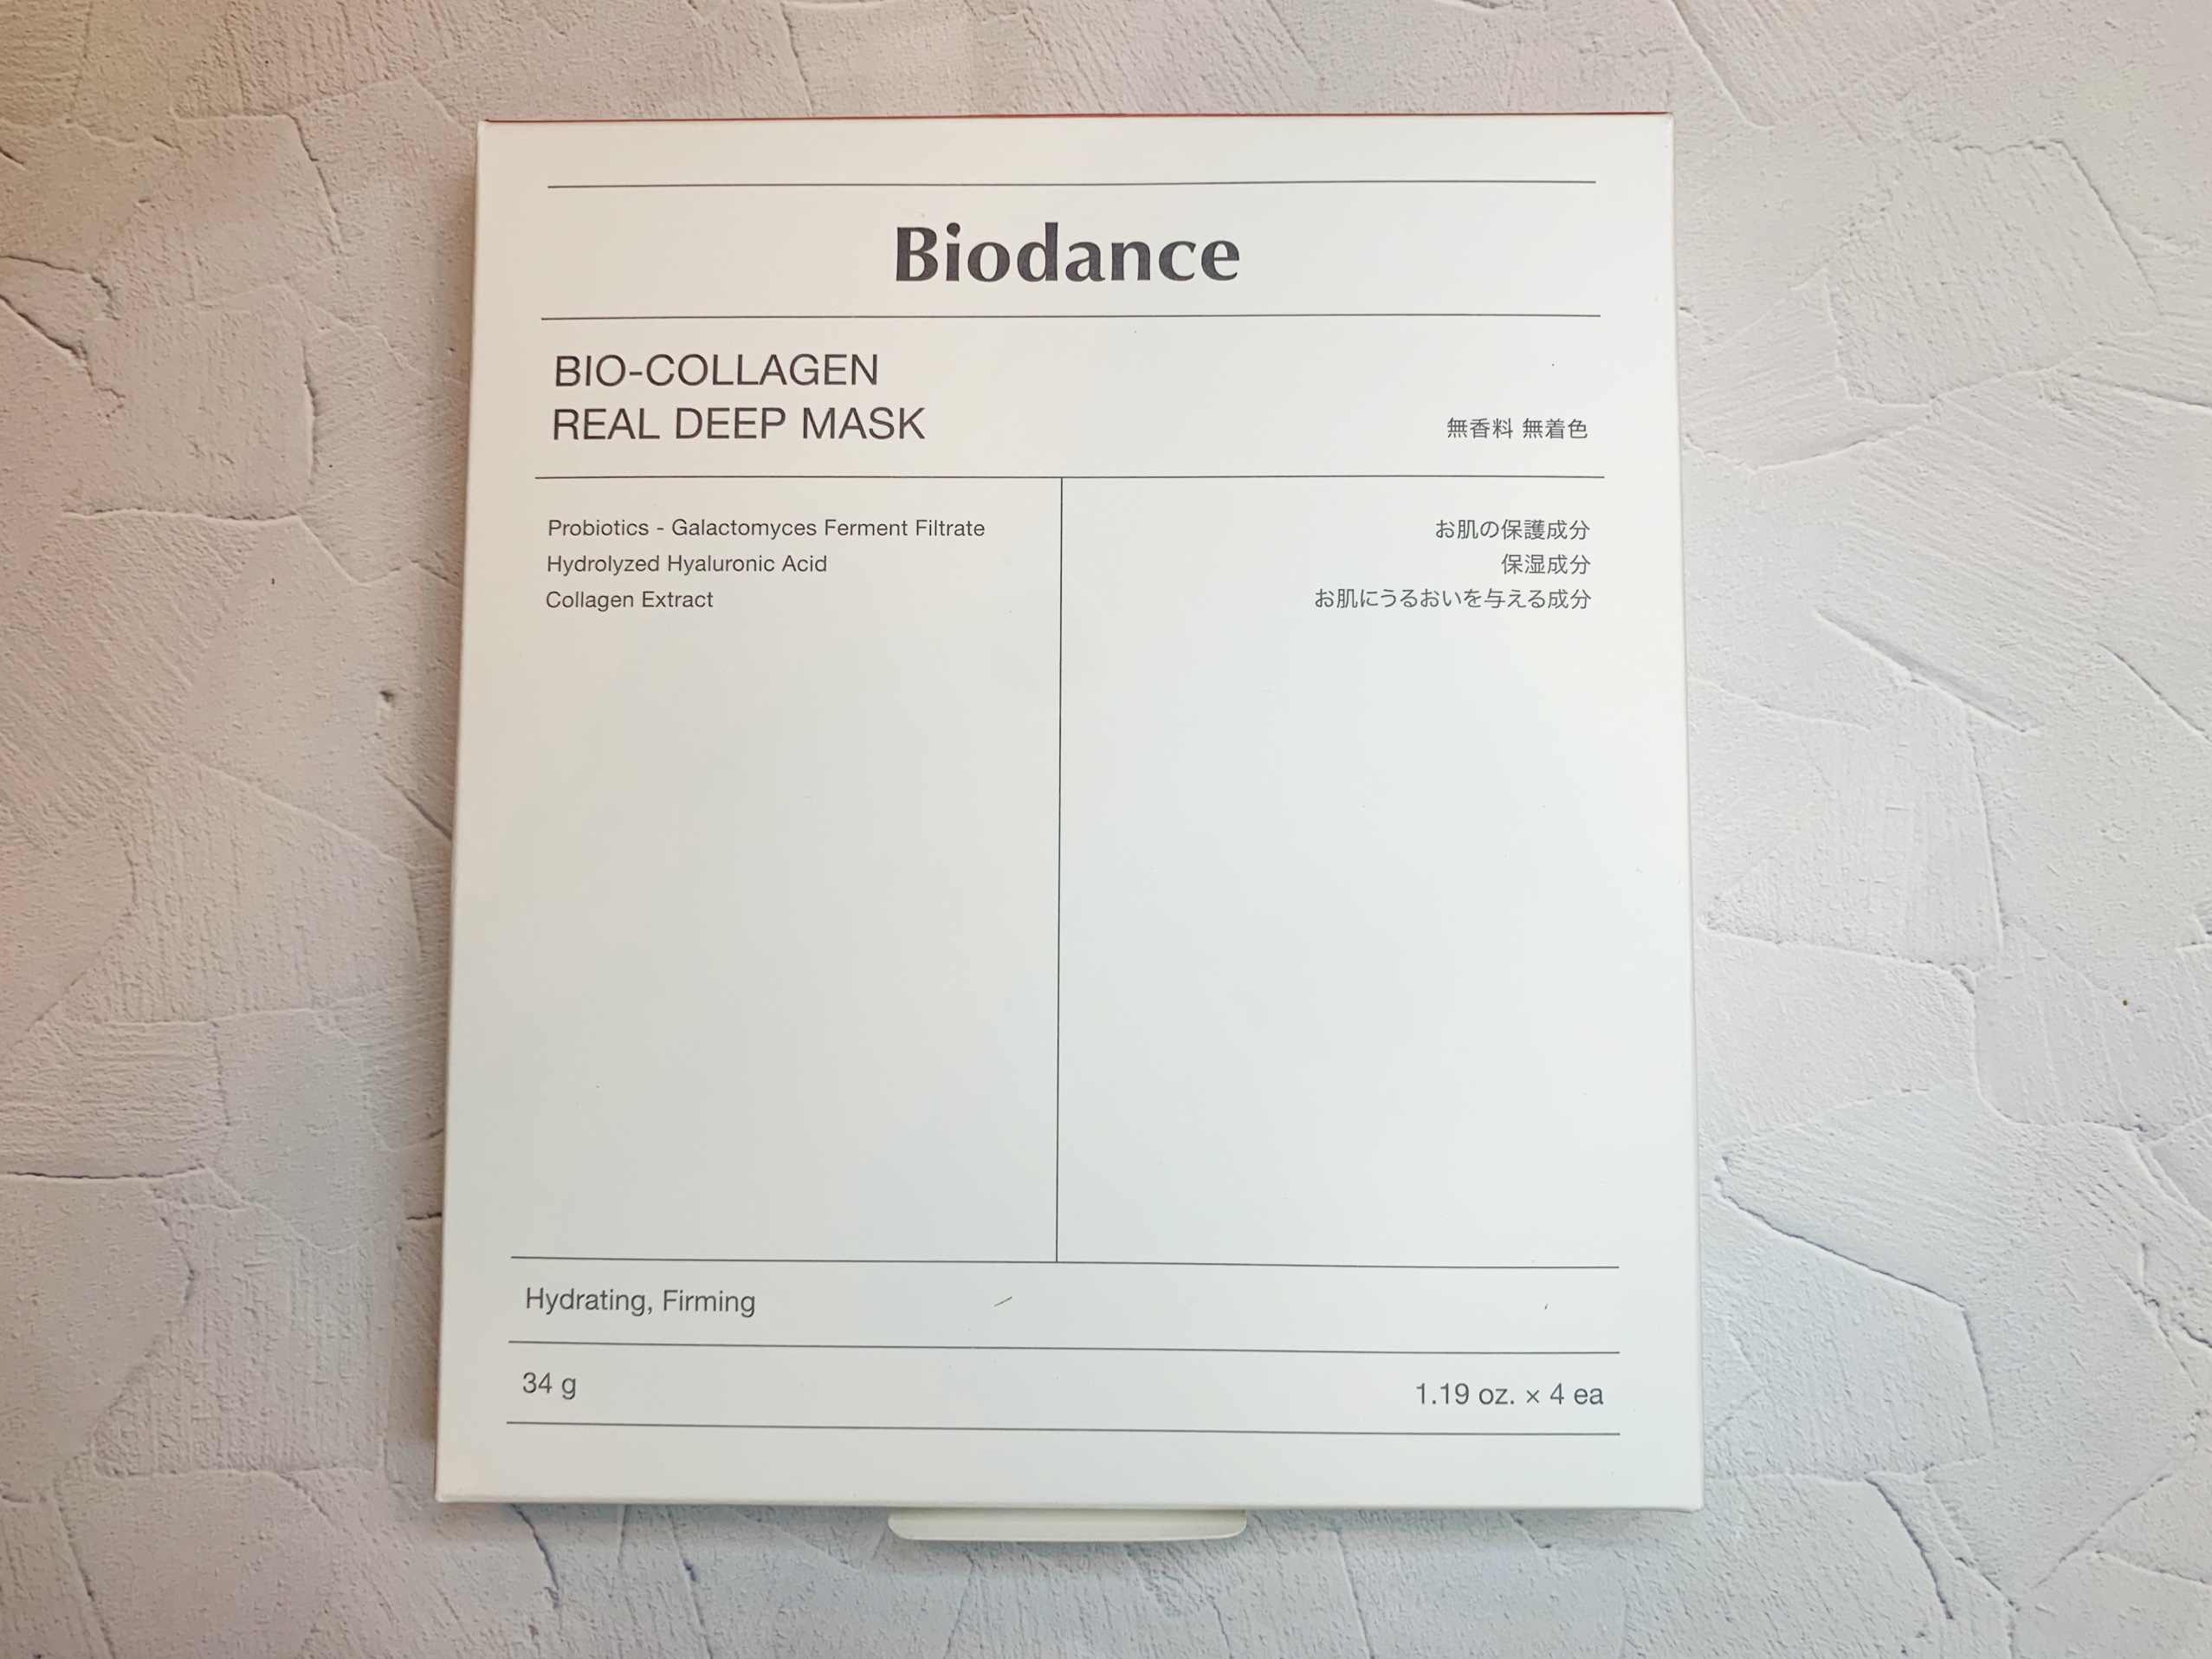 Biodance
BIO-COLLAGEN
REAL DEEP MASK
無香料 無着色
Probiotics - Galactomyces Ferment Filtrate
Hydrolyzed Hyaluronic Acid
Collagen Extract
お肌の保護成分
保湿成分
お肌にうるおいを与える成分
Hydrating, Firming
34 g
1.19 oz. × 4 ea